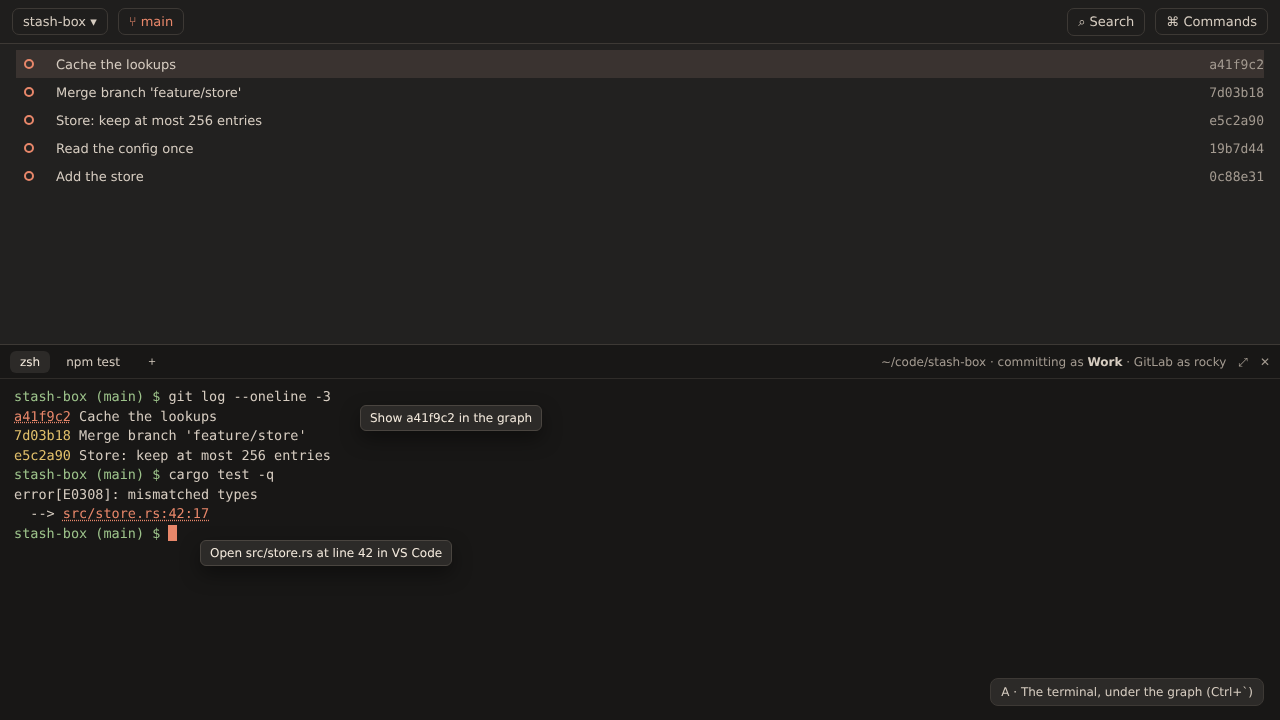 stash-box ▾
⑂ main
⌕ Search
⌘ Commands
Cache the lookups a41f9c2
Merge branch 'feature/store' 7d03b18
Store: keep at most 256 entries e5c2a90
Read the config once 19b7d44
Add the store 0c88e31
zsh
npm test
+
~/code/stash-box · committing as Work · GitLab as rocky ⤢ ✕
stash-box (main) $ git log --oneline -3
a41f9c2 Cache the lookups
Show a41f9c2 in the graph
7d03b18 Merge branch 'feature/store'
e5c2a90 Store: keep at most 256 entries
stash-box (main) $ cargo test -q
error[E0308]: mismatched types
--> src/store.rs:42:17
stash-box (main) $
Open src/store.rs at line 42 in VS Code
A · The terminal, under the graph (Ctrl+`)